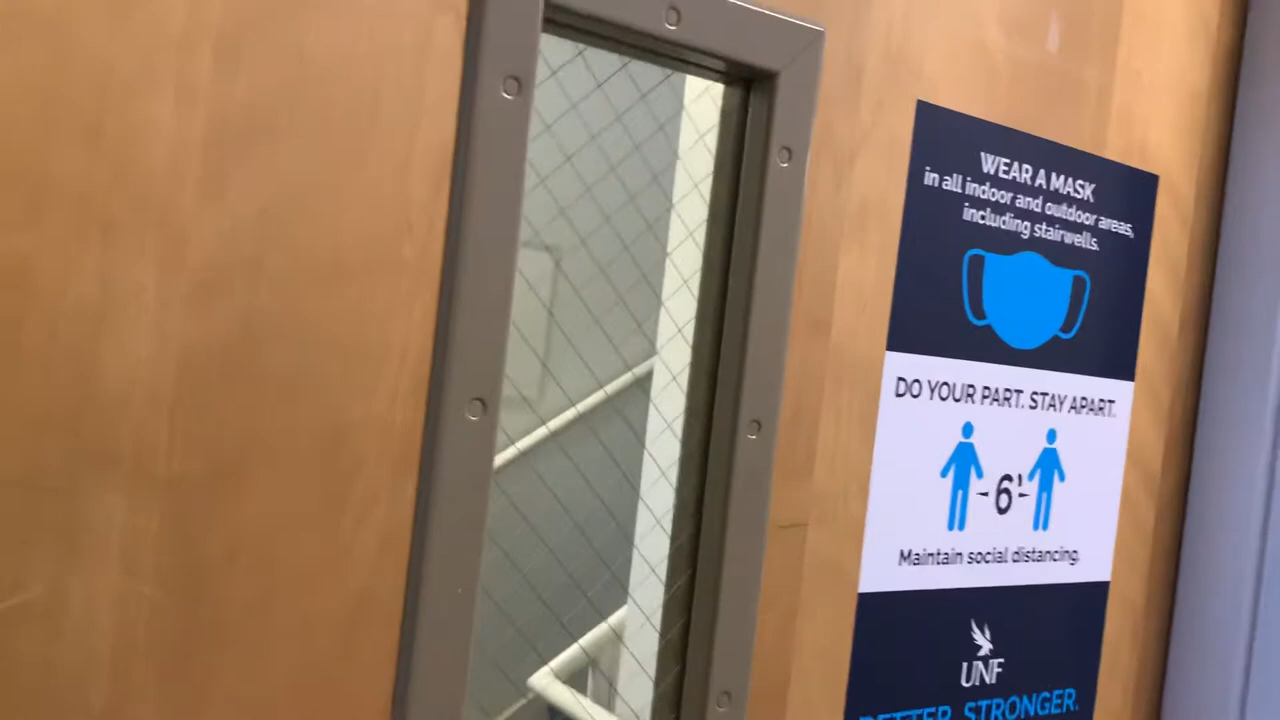 WEAR A MASK
in all indoor and outdoor areas,
including stairwells.
DO YOUR PART. STAY APART.
6'
Maintain social distancing.
UNF
BETTER. STRONGER.